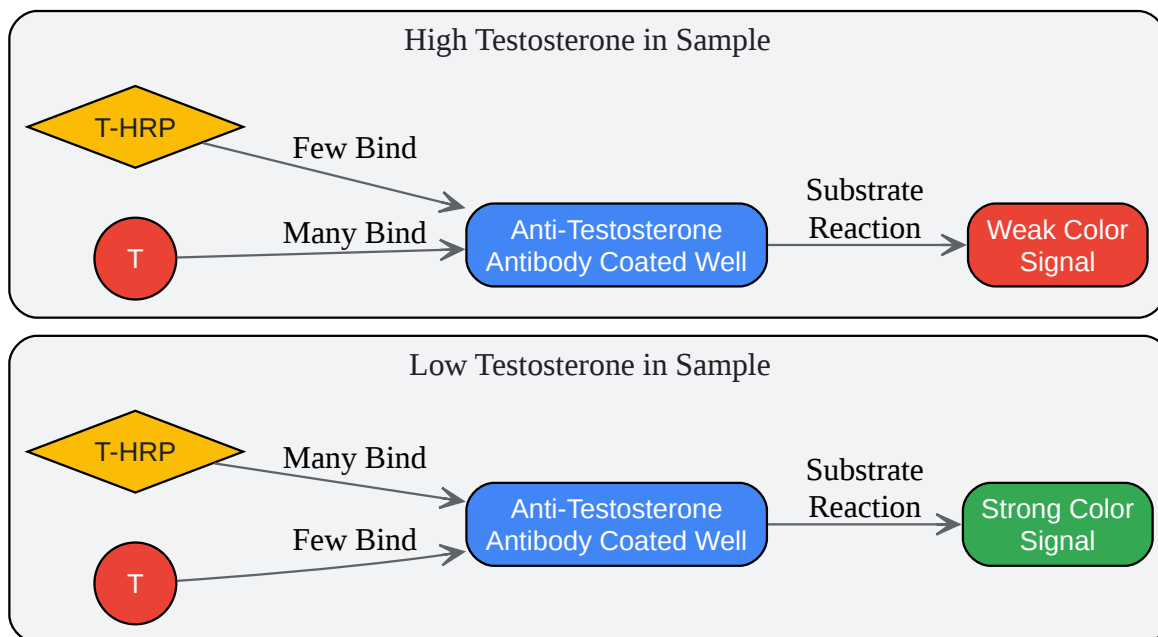 High Testosterone in Sample
T-HRP
Few Bind
T
Many Bind
Anti-Testosterone
Antibody Coated Well
Substrate
Reaction
Weak Color
Signal
Low Testosterone in Sample
T-HRP
Many Bind
T
Few Bind
Anti-Testosterone
Antibody Coated Well
Substrate
Reaction
Strong Color
Signal